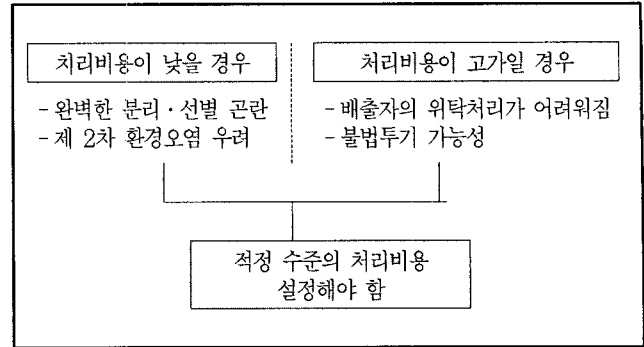 처리비용이 낮을 경우
- 완벽한 분리·선별 곤란
- 제 2차 환경오염 우려
처리비용이 고가일 경우
- 배출자의 위탁처리가 어려워짐
- 불법투기 가능성
적정 수준의 처리비용
설정해야 함